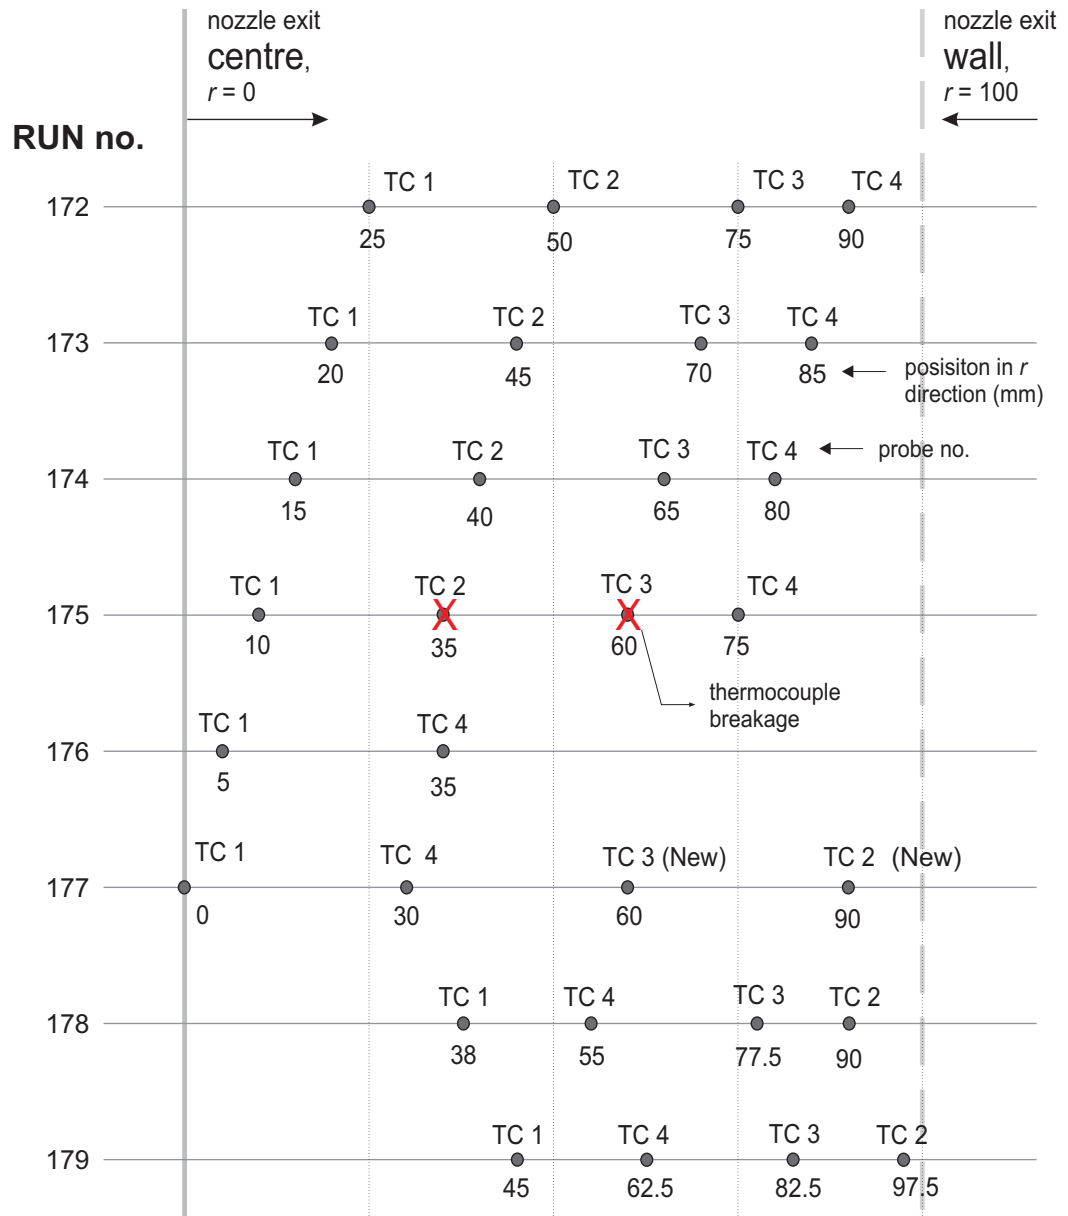 nozzle exit
centre,
r = 0
nozzle exit
wall,
r = 100
RUN no.
TC 1 TC 2 TC 3 TC 4
172
25 50 75 90
TC 1 TC 2 TC 3 TC 4
173
20 45 70 85
posisiton in r
direction (mm)
TC 1 TC 2 TC 3 TC 4
probe no.
174
15 40 65 80
TC 1 TC 2 TC 3 TC 4
175
10 35 60 75
thermocouple
breakage
TC 1 TC 4
176
5 35
TC 1 TC 4 TC 3 (New) TC 2 (New)
177
0 30 60 90
TC 1 TC 4 TC 3 TC 2
178
38 55 77.5 90
TC 1 TC 4 TC 3 TC 2
179
45 62.5 82.5 97.5